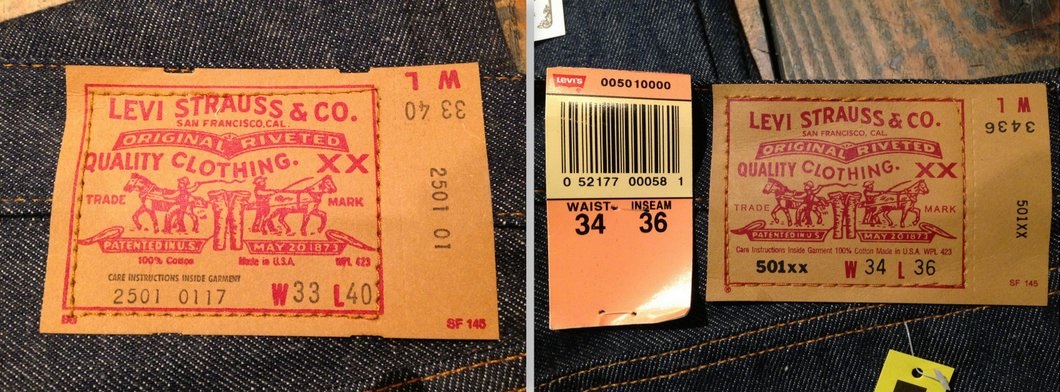 W L
33 40
LEVI STRAUSS & CO.
SAN FRANCISCO, CAL.
ORIGINAL RIVETED
QUALITY CLOTHING.
XX
TRADE MARK
PATENTED IN U.S. MAY 20 1873
100% Cotton Made in U.S.A. WPL 423
CARE INSTRUCTIONS INSIDE GARMENT
2501 0117 W 33 L 40
2501 01
SF 145
LEVI'S
005010000
0 52177 00058 1
WAIST INSEAM
34 36
W L
3436
LEVI STRAUSS & CO.
SAN FRANCISCO, CAL.
ORIGINAL RIVETED
QUALITY CLOTHING.
XX
TRADE MARK
PATENTED IN U.S. MAY 20 1873
Care Instructions Inside Garment 100% Cotton Made in U.S.A. WPL 423
501xx W 34 L 36
501XX
SF 145